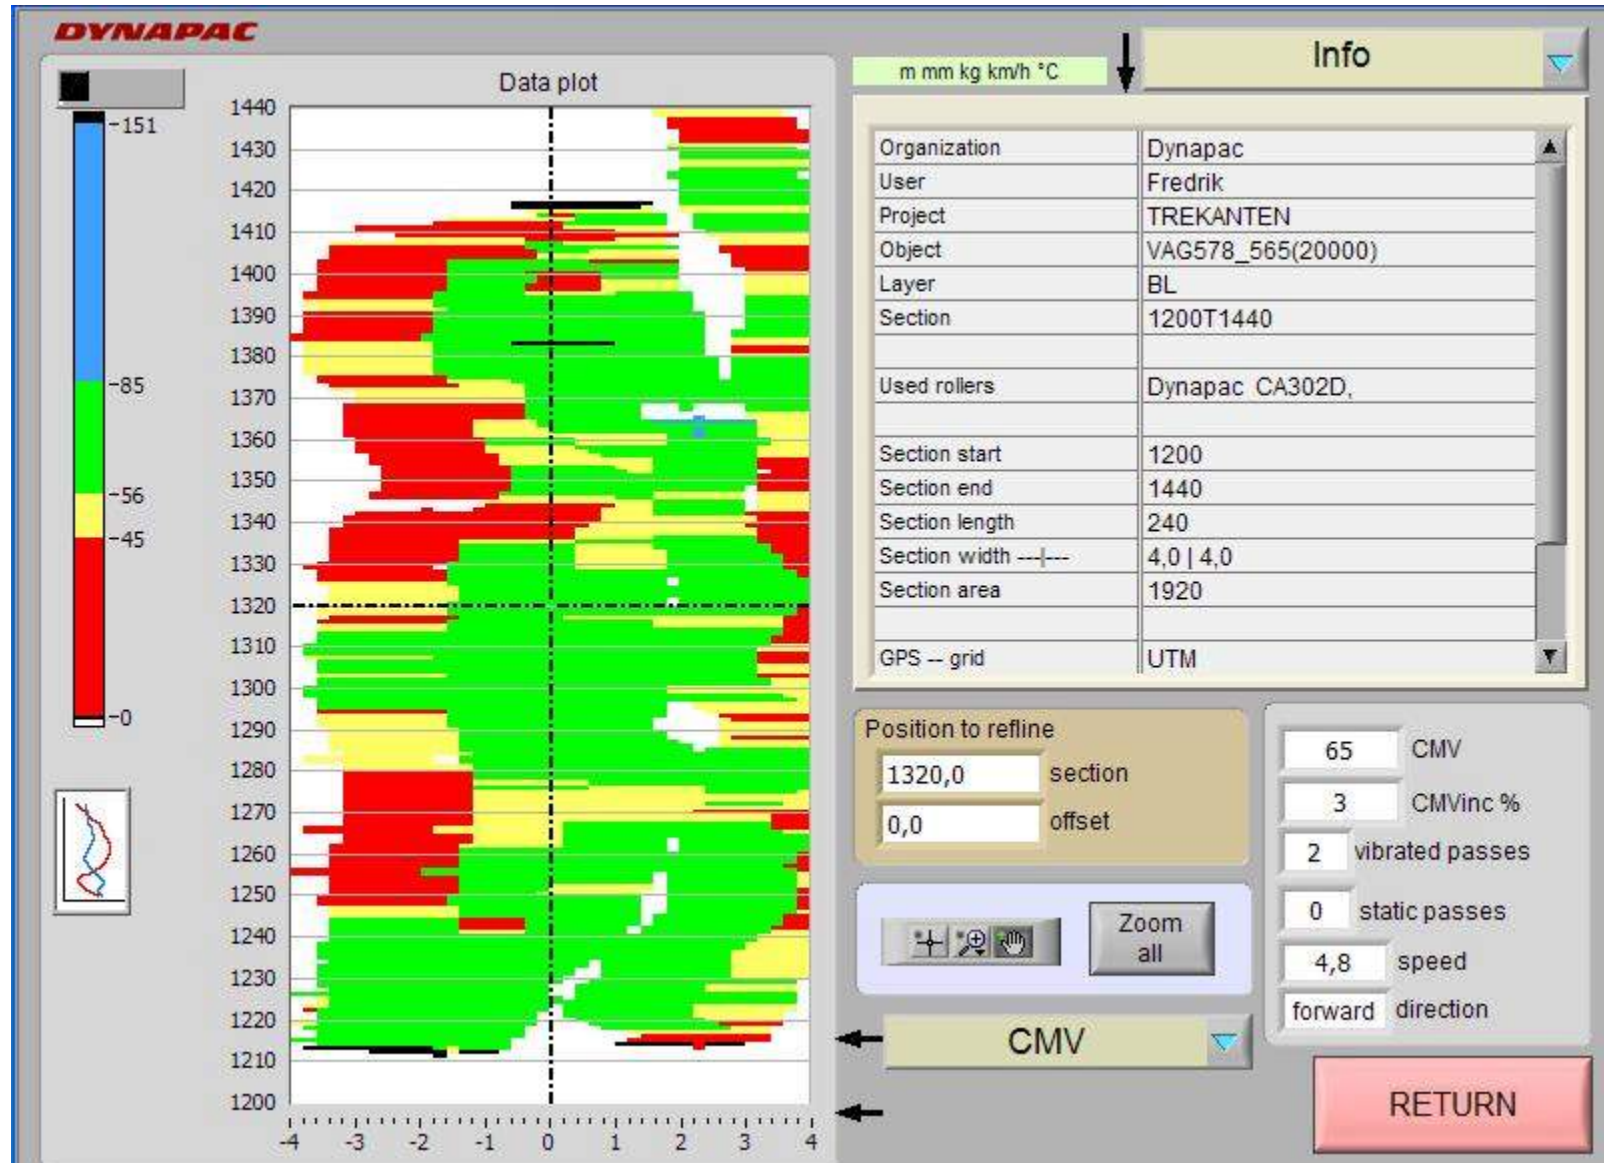 DYNAPAC
Data plot
151
85
56
45
0
1440
1430
1420
1410
1400
1390
1380
1370
1360
1350
1340
1330
1320
1310
1300
1290
1280
1270
1260
1250
1240
1230
1220
1210
1200
-4 -3 -2 -1 0 1 2 3 4
m mm kg km/h °C
Info
Organization Dynapac
User Fredrik
Project TREKANTEN
Object VAG578_565(20000)
Layer BL
Section 1200T1440
Used rollers Dynapac CA302D,
Section start 1200
Section end 1440
Section length 240
Section width ---|--- 4,0 | 4,0
Section area 1920
GPS -- grid UTM
Position to refline
1320,0 section
0,0 offset
Zoom
all
CMV
65 CMV
3 CMVinc %
2 vibrated passes
0 static passes
4,8 speed
forward direction
RETURN